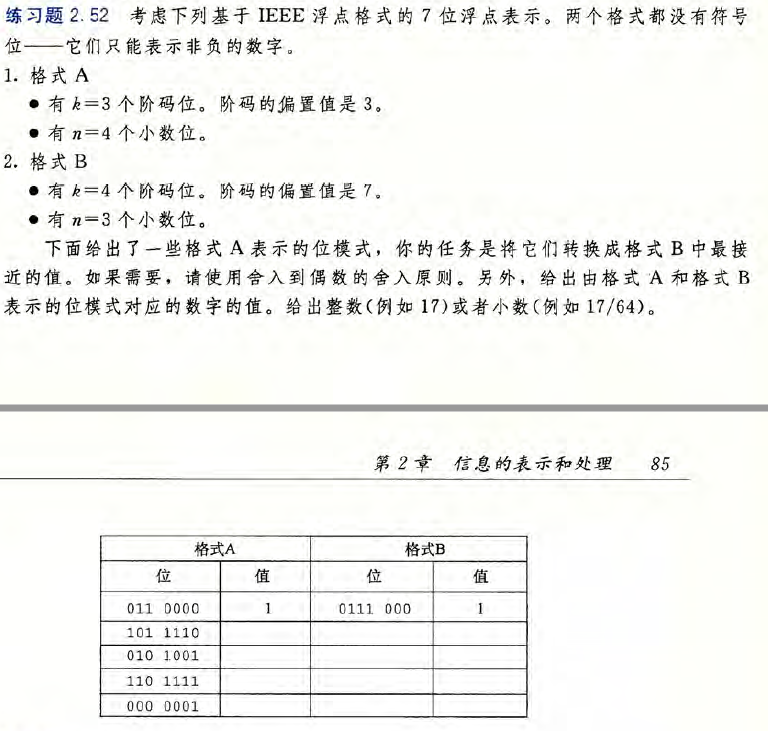 练习题 2.52 考虑下列基于 IEEE 浮点格式的 7 位浮点表示。两个格式都没有符号
位——它们只能表示非负的数字。
1. 格式 A
● 有 k=3 个阶码位。阶码的偏置值是 3。
● 有 n=4 个小数位。
2. 格式 B
● 有 k=4 个阶码位。阶码的偏置值是 7。
● 有 n=3 个小数位。
下面给出了一些格式 A 表示的位模式，你的任务是将它们转换成格式 B 中最接
近的值。如果需要，请使用舍入到偶数的舍入原则。另外，给出由格式 A 和格式 B
表示的位模式对应的数字的值。给出整数(例如 17)或者小数(例如 17/64)。
第 2 章 信息的表示和处理 85
格式A 格式B
位 值 位 值
011 0000 1 0111 000 1
101 1110
010 1001
110 1111
000 0001